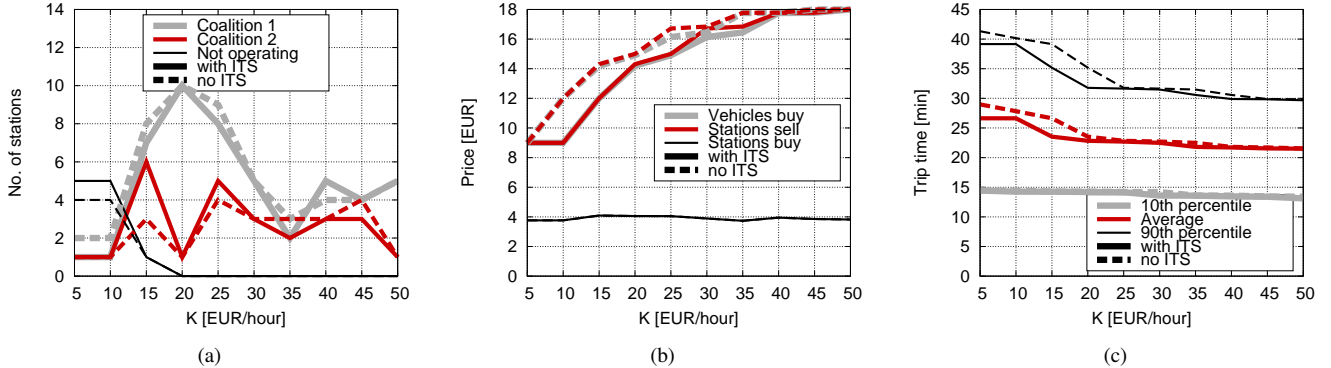 14
12
10
8
6
4
2
0
No. of stations
Coalition 1
Coalition 2
Not operating
with ITS
no ITS
5 10 15 20 25 30 35 40 45 50
K [EUR/hour]
(a)
18
16
14
12
10
8
6
4
2
0
Price [EUR]
Vehicles buy
Stations sell
Stations buy
with ITS
no ITS
5 10 15 20 25 30 35 40 45 50
K [EUR/hour]
(b)
45
40
35
30
25
20
15
10
5
0
Trip time [min]
10th percentile
Average
90th percentile
with ITS
no ITS
5 10 15 20 25 30 35 40 45 50
K [EUR/hour]
(c)